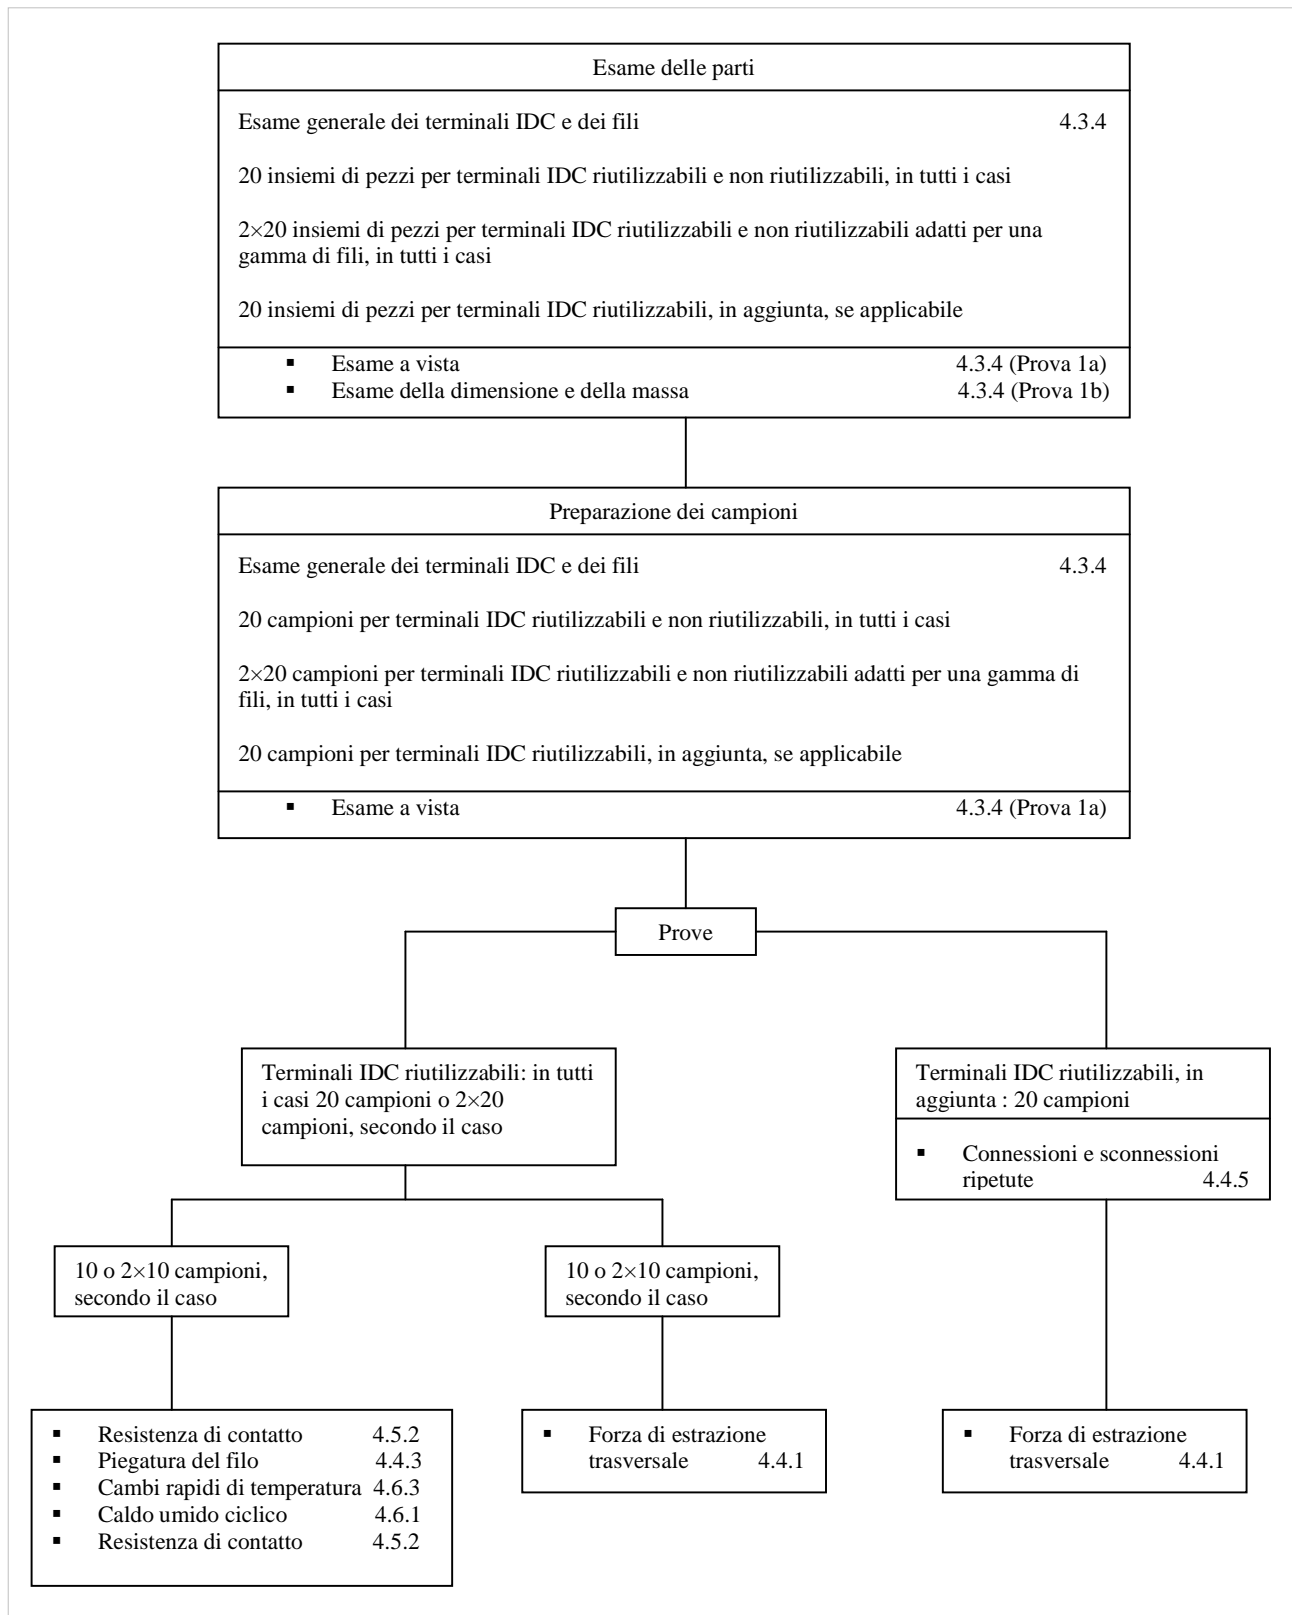 Esame delle parti
Esame generale dei terminali IDC e dei fili 4.3.4
20 insiemi di pezzi per terminali IDC riutilizzabili e non riutilizzabili, in tutti i casi
2×20 insiemi di pezzi per terminali IDC riutilizzabili e non riutilizzabili adatti per una
gamma di fili, in tutti i casi
20 insiemi di pezzi per terminali IDC riutilizzabili, in aggiunta, se applicabile
▪ Esame a vista 4.3.4 (Prova 1a)
▪ Esame della dimensione e della massa 4.3.4 (Prova 1b)
Preparazione dei campioni
Esame generale dei terminali IDC e dei fili 4.3.4
20 campioni per terminali IDC riutilizzabili e non riutilizzabili, in tutti i casi
2×20 campioni per terminali IDC riutilizzabili e non riutilizzabili adatti per una gamma di
fili, in tutti i casi
20 campioni per terminali IDC riutilizzabili, in aggiunta, se applicabile
▪ Esame a vista 4.3.4 (Prova 1a)
Prove
Terminali IDC riutilizzabili: in tutti
i casi 20 campioni o 2×20
campioni, secondo il caso
Terminali IDC riutilizzabili, in
aggiunta : 20 campioni
▪ Connessioni e sconnessioni
ripetute 4.4.5
10 o 2×10 campioni,
secondo il caso
10 o 2×10 campioni,
secondo il caso
▪ Resistenza di contatto 4.5.2
▪ Piegatura del filo 4.4.3
▪ Cambi rapidi di temperatura 4.6.3
▪ Caldo umido ciclico 4.6.1
▪ Resistenza di contatto 4.5.2
▪ Forza di estrazione
trasversale 4.4.1
▪ Forza di estrazione
trasversale 4.4.1